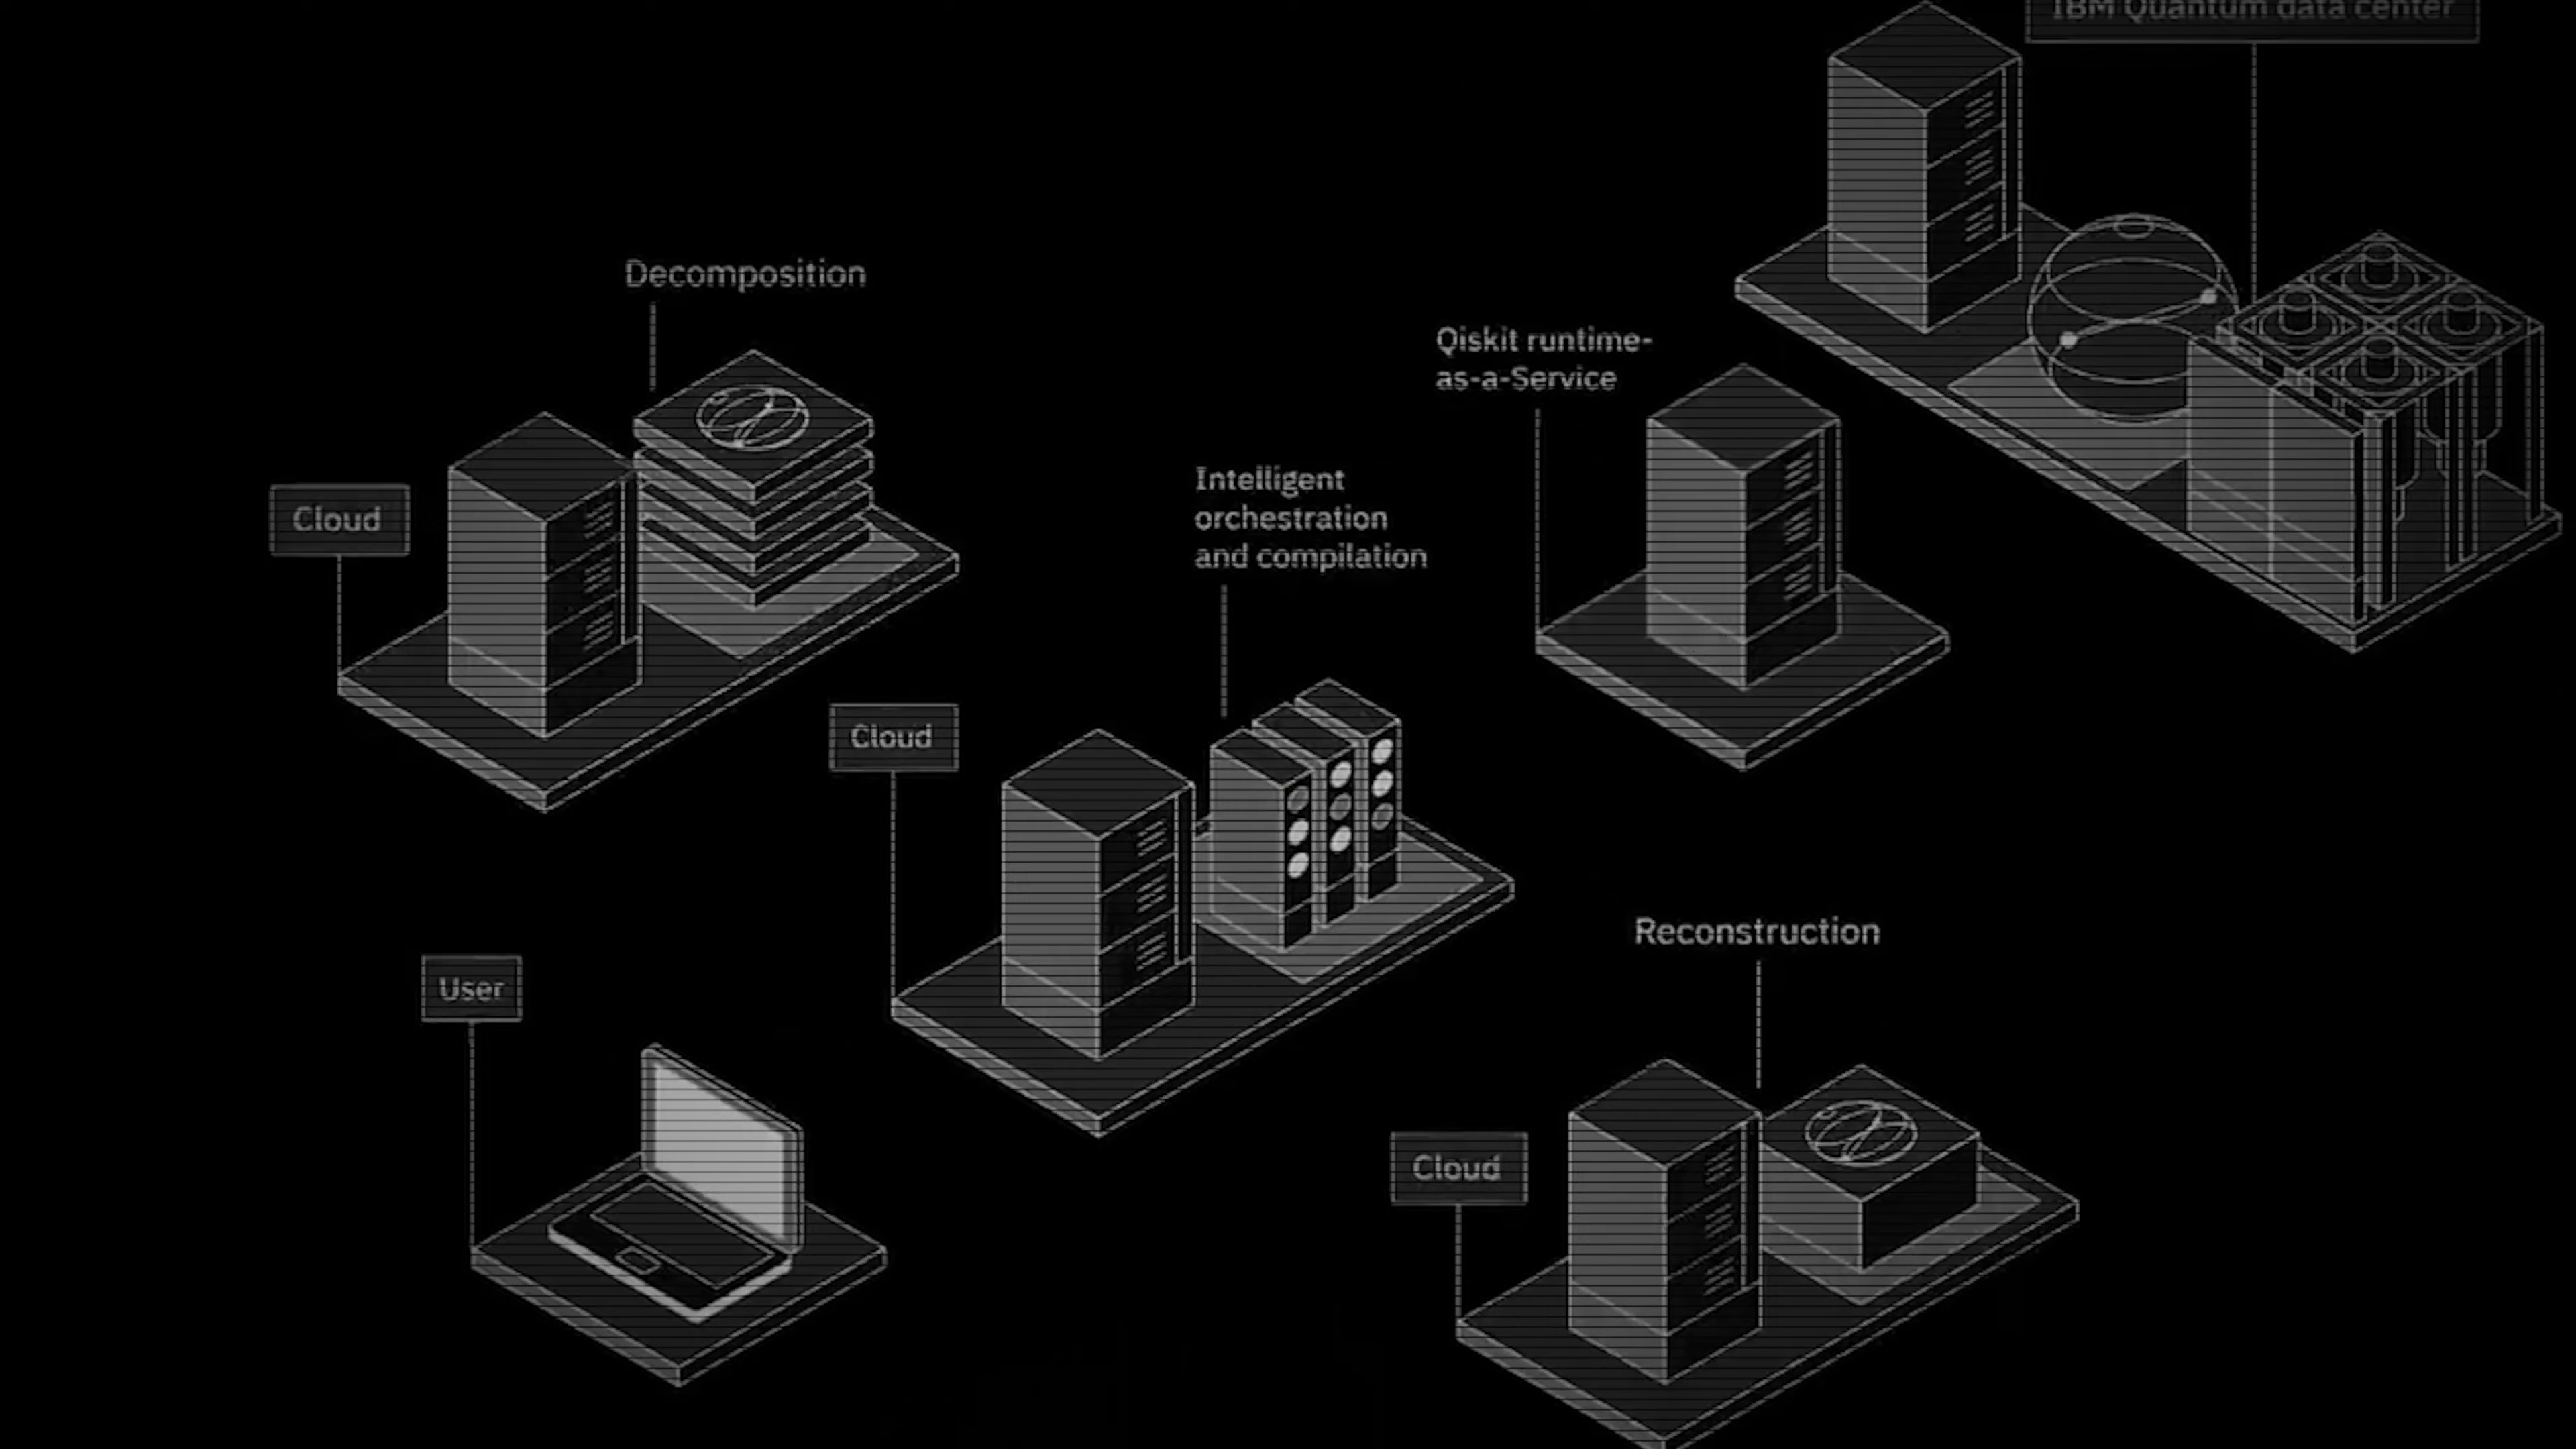 IBM Quantum data center
Decomposition
Qiskit runtime-
as-a-Service
Intelligent
orchestration
and compilation
Cloud
Cloud
Reconstruction
User
Cloud